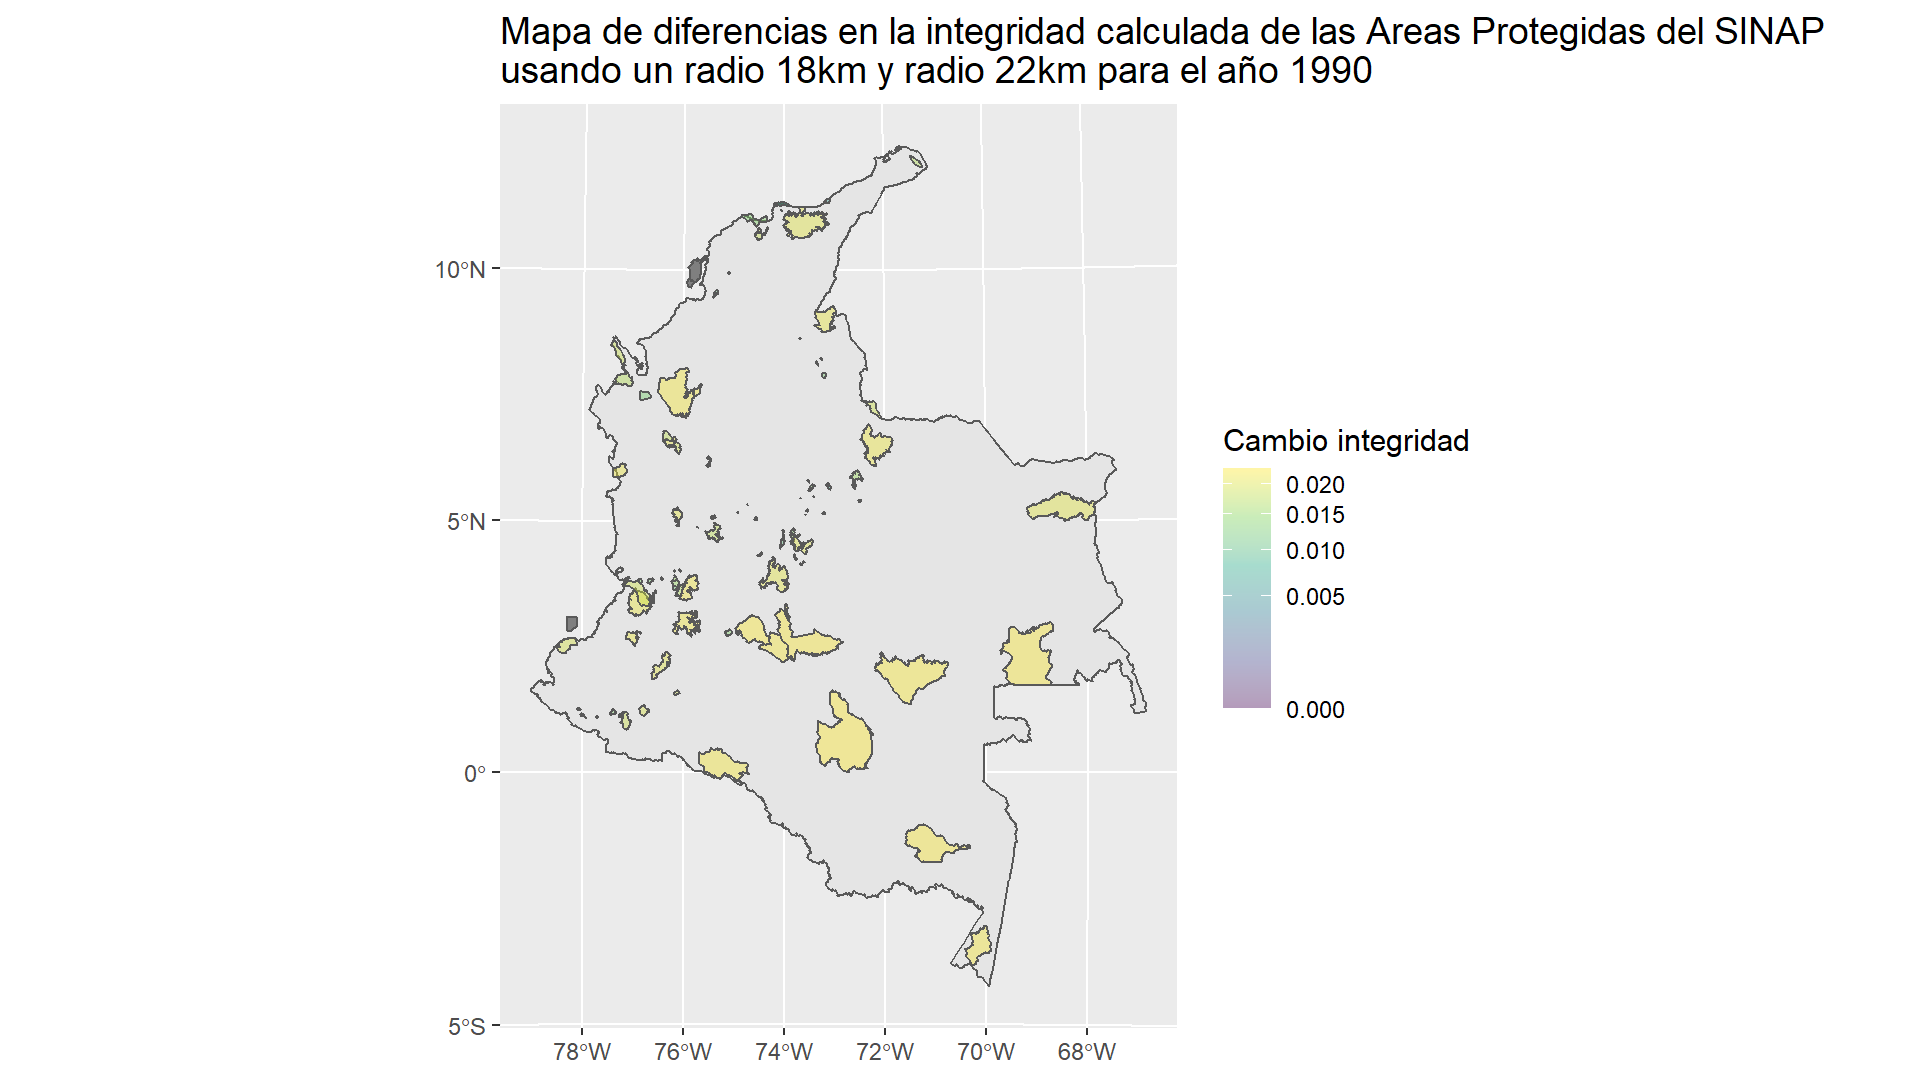 Mapa de diferencias en la integridad calculada de las Areas Protegidas del SINAP
usando un radio 18km y radio 22km para el año 1990
10°N
5°N
0°
5°S
78°W 76°W 74°W 72°W 70°W 68°W
Cambio integridad
0.020
0.015
0.010
0.005
0.000